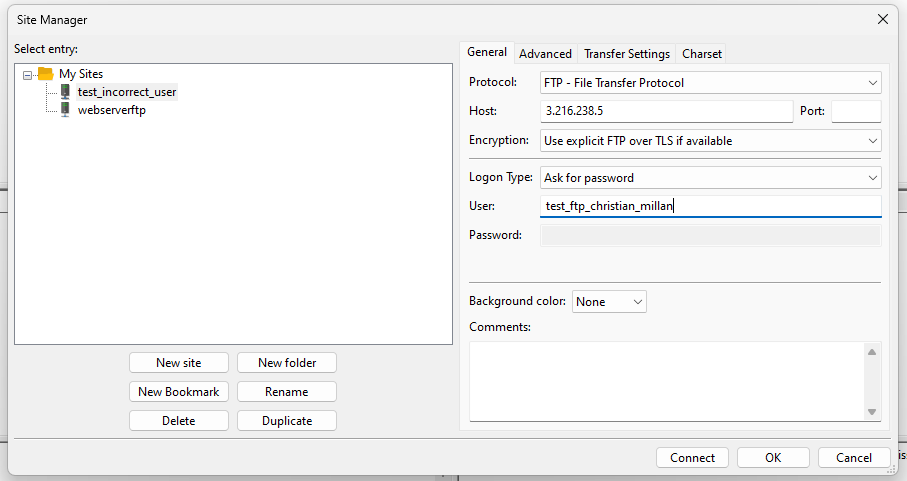 Site Manager
Select entry:
My Sites
test_incorrect_user
webserverftp
New site
New folder
New Bookmark
Rename
Delete
Duplicate
General
Advanced
Transfer Settings
Charset
Protocol:
FTP - File Transfer Protocol
Host:
3.216.238.5
Port:
Encryption:
Use explicit FTP over TLS if available
Logon Type:
Ask for password
User:
test_ftp_christian_millan
Password:
Background color:
None
Comments:
Connect
OK
Cancel
is